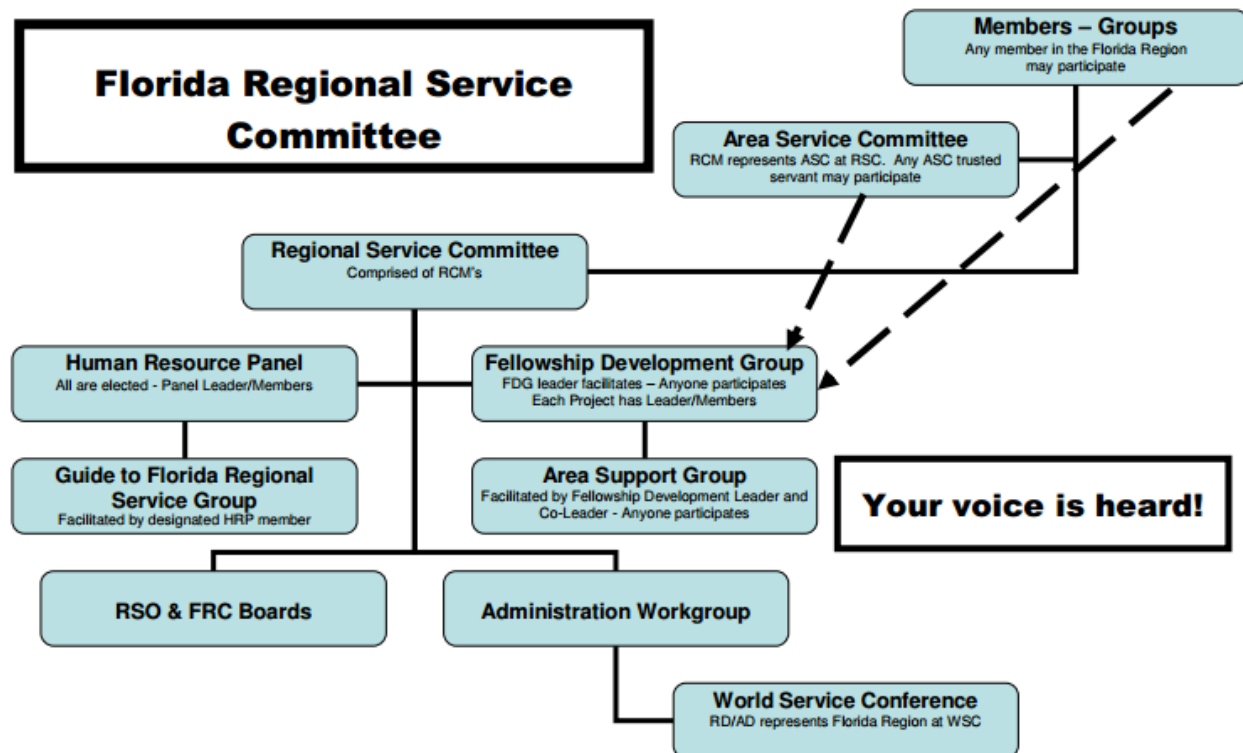 Florida Regional Service
Committee
Members – Groups
Any member in the Florida Region
may participate
Area Service Committee
RCM represents ASC at RSC. Any ASC trusted
servant may participate
Regional Service Committee
Comprised of RCM's
Human Resource Panel
All are elected - Panel Leader/Members
Fellowship Development Group
FDG leader facilitates – Anyone participates
Each Project has Leader/Members
Guide to Florida Regional
Service Group
Facilitated by designated HRP member
Area Support Group
Facilitated by Fellowship Development Leader and
Co-Leader - Anyone participates
Your voice is heard!
RSO & FRC Boards
Administration Workgroup
World Service Conference
RD/AD represents Florida Region at WSC